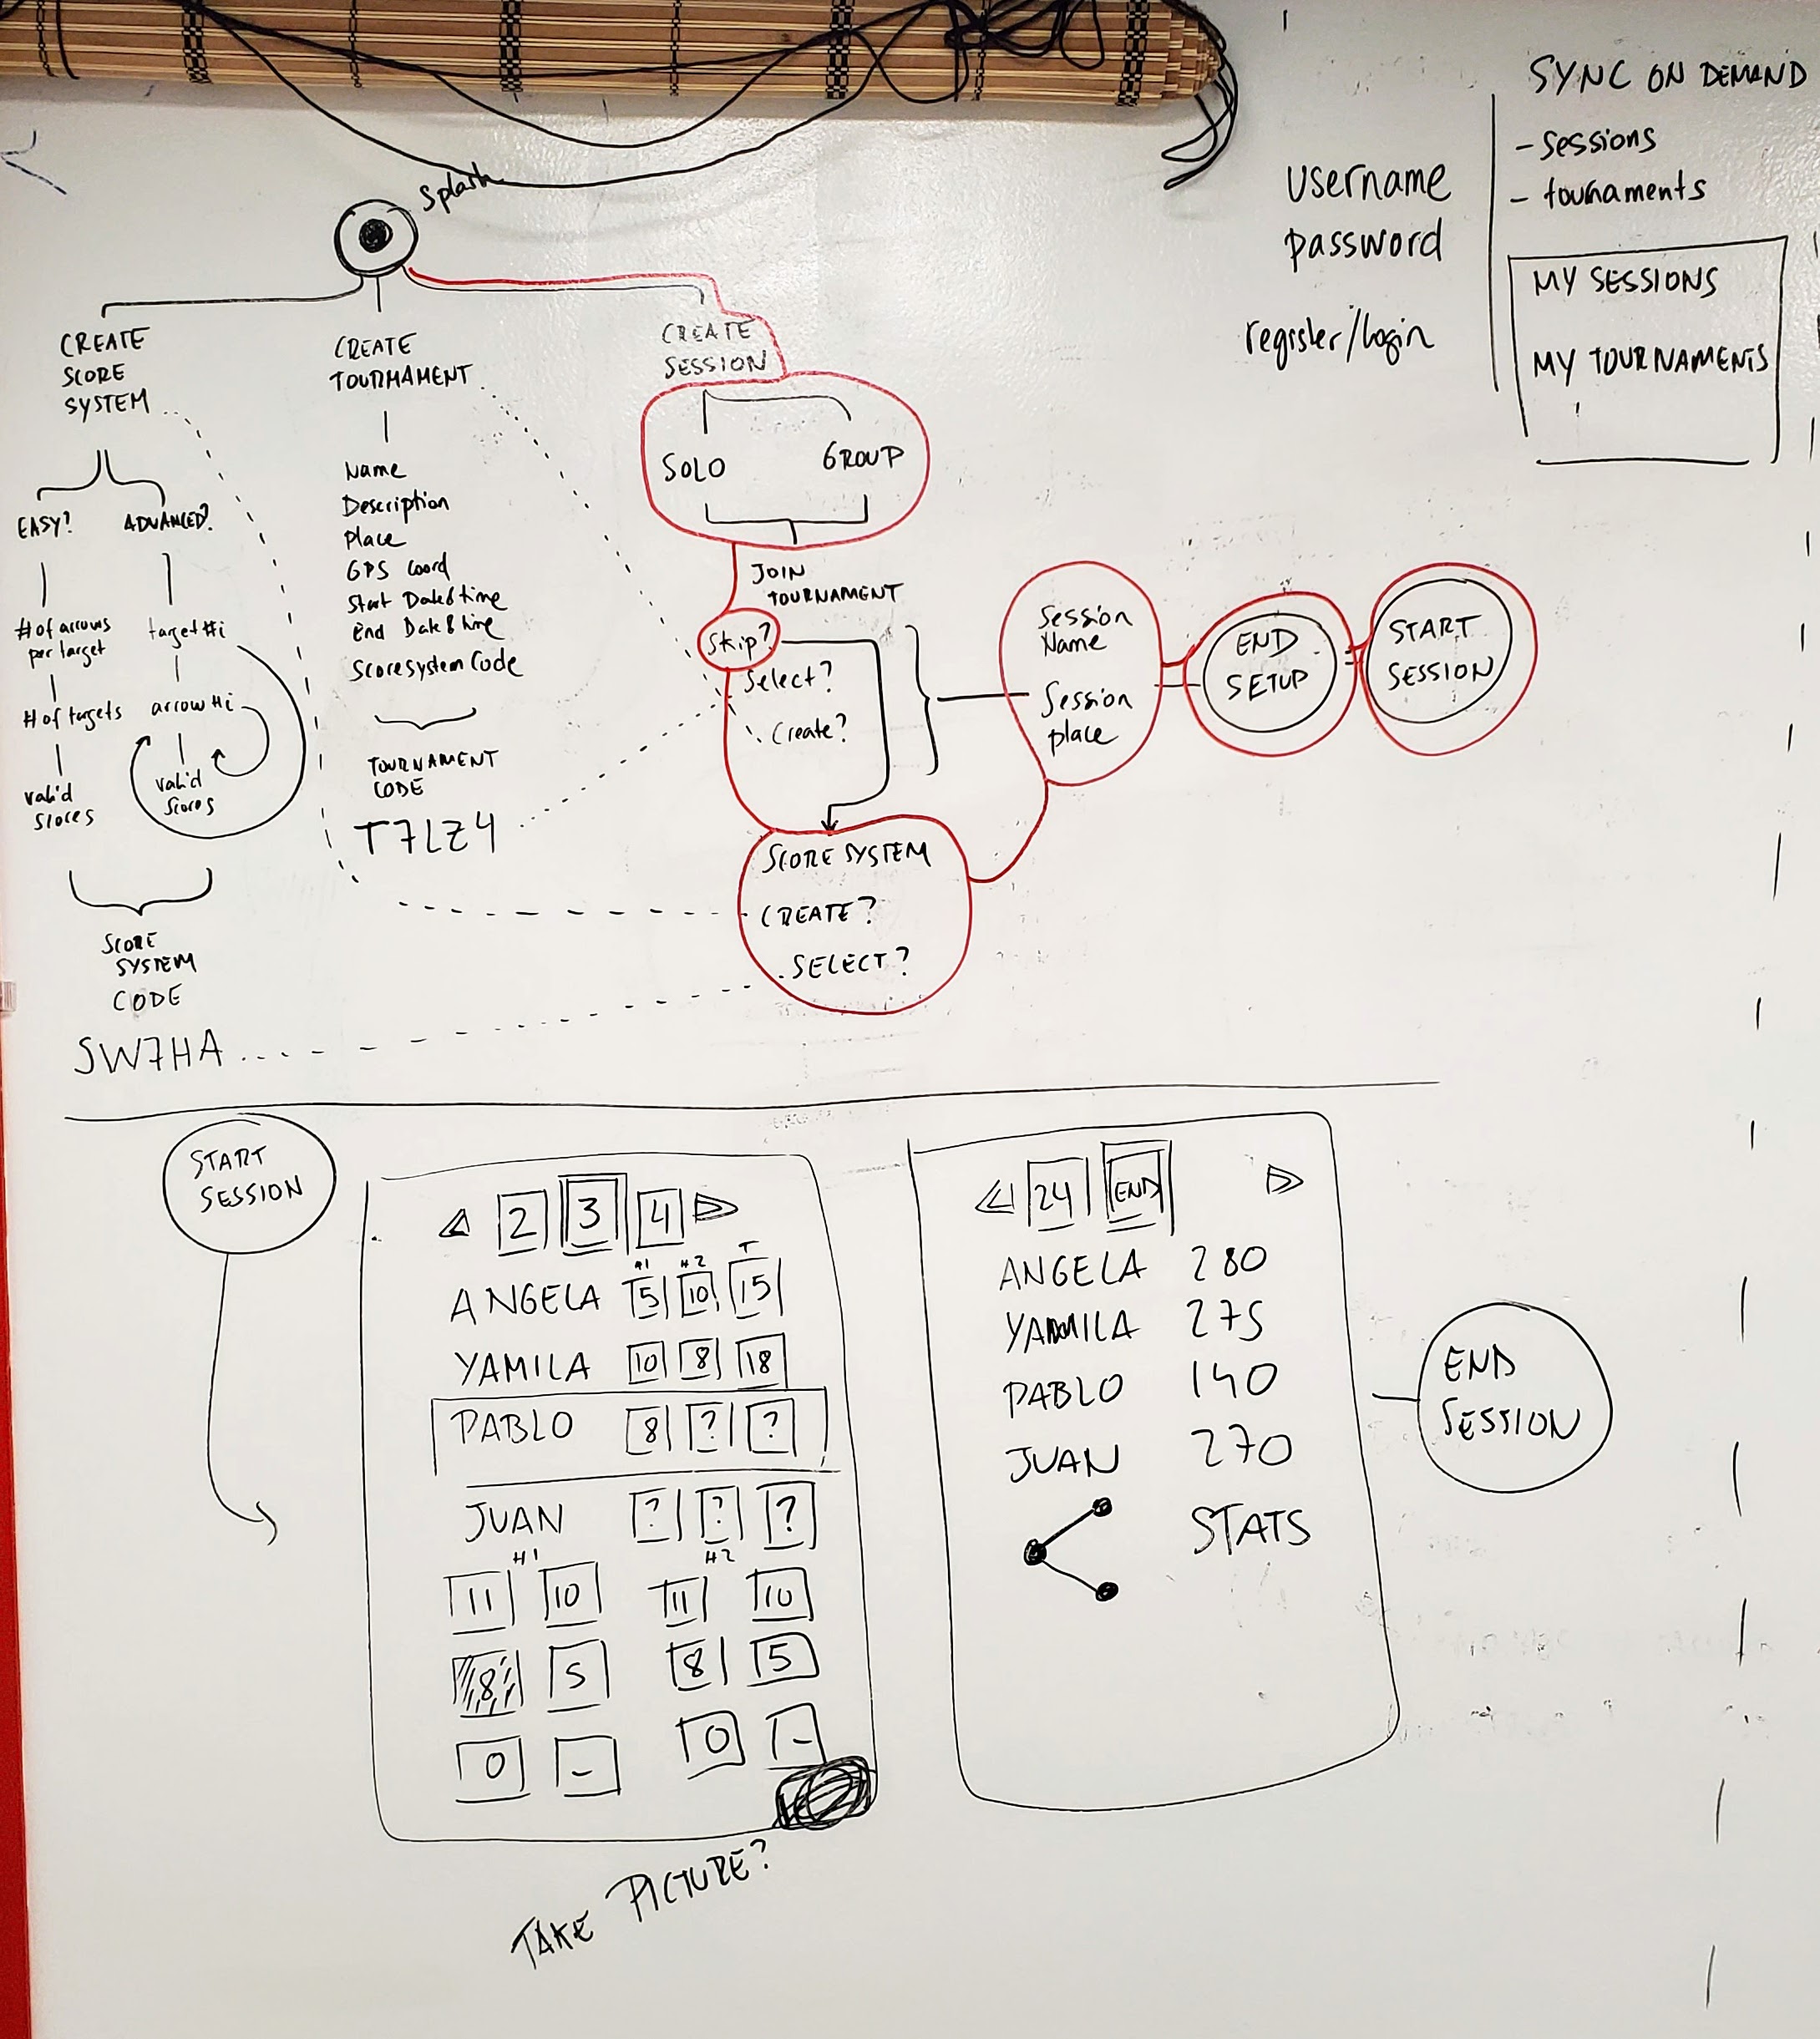 SYNC ON DEMAND
- sessions
- tournaments
MY SESSIONS
MY TOURNAMENTS
username
password
register/login
Splash
CREATE
SCORE
SYSTEM
EASY?
ADVANCED?
# of arrows
per target
# of targets
valid
scores
target #i
arrow #i
valid
scores
SCORE
SYSTEM
CODE
SW7HA
CREATE
TOURNAMENT
Name
Description
Place
GPS Coord
Start Date&time
End Date&time
Scoresystem Code
TOURNAMENT
CODE
T7LZ4
CREATE
SESSION
SOLO
GROUP
JOIN
TOURNAMENT
Skip?
Select?
Create?
SCORE SYSTEM
CREATE?
SELECT?
Session
Name
Session
place
END
SETUP
START
SESSION
START
SESSION
2 3 4
#1 #2 T
ANGELA 5 10 15
YAMILA 10 8 18
PABLO 8 ? ?
JUAN ? ? ?
#1 #2
11 10 11 10
8 5 8 5
0 - 0 -
TAKE PICTURE?
24 END
ANGELA 280
YAMILA 275
PABLO 140
JUAN 270
STATS
END
SESSION